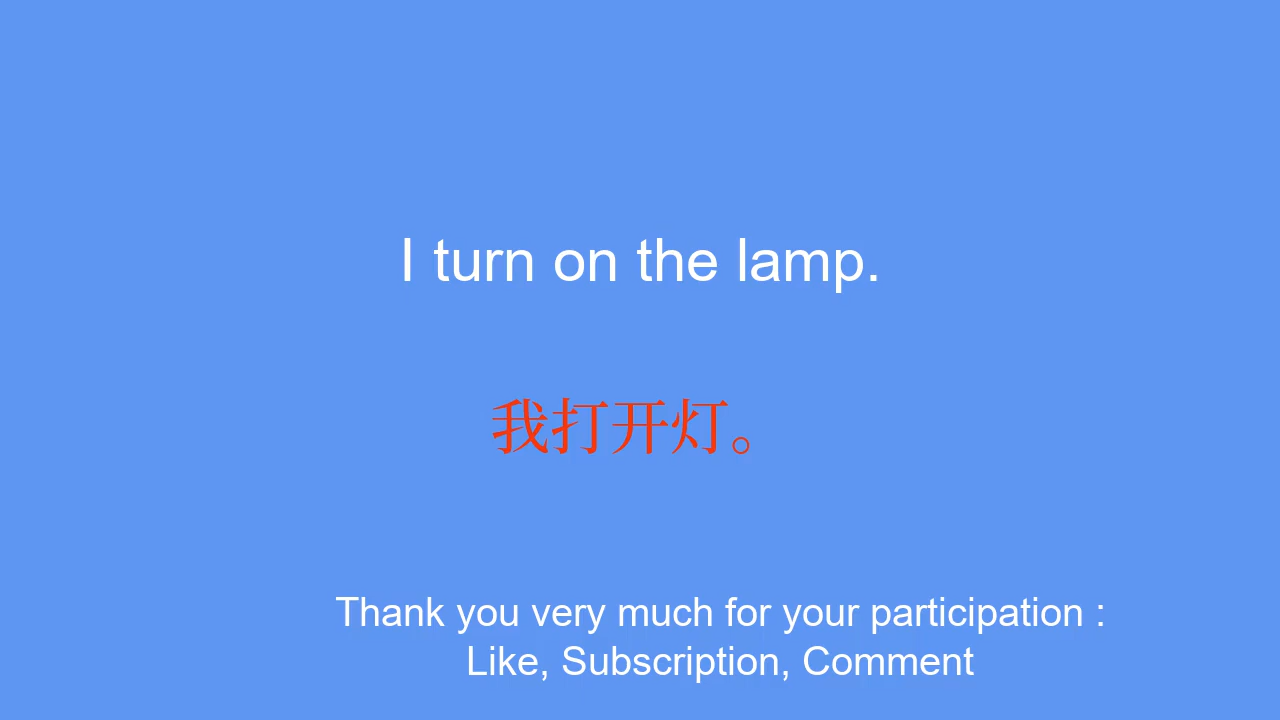 I turn on the lamp.
我打开灯。
Thank you very much for your participation :
Like, Subscription, Comment